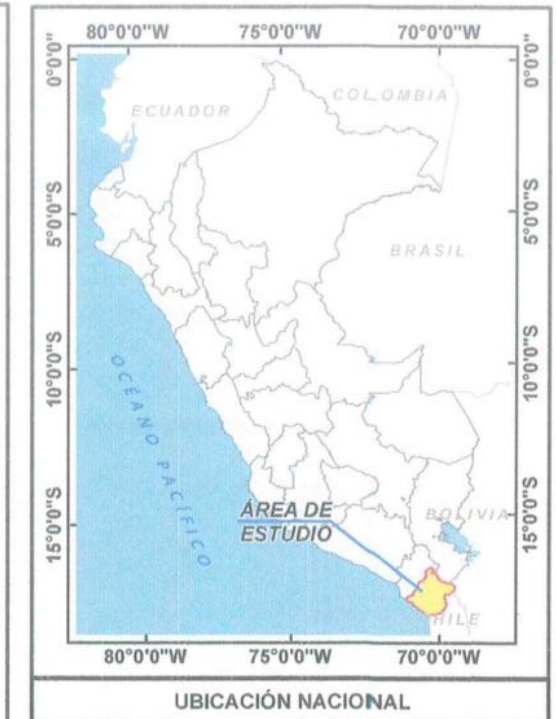 80°0'0"W 75°0'0"W 70°0'0"W
0°0'0"
0°0'0"
COLOMBIA
ECUADOR
5°0'0"S
5°0'0"S
BRASIL
10°0'0"S
10°0'0"S
OCÉANO PACÍFICO
ÁREA DE
ESTUDIO
BOLIVIA
15°0'0"S
15°0'0"S
HILE
80°0'0"W 75°0'0"W 70°0'0"W
UBICACIÓN NACIONAL